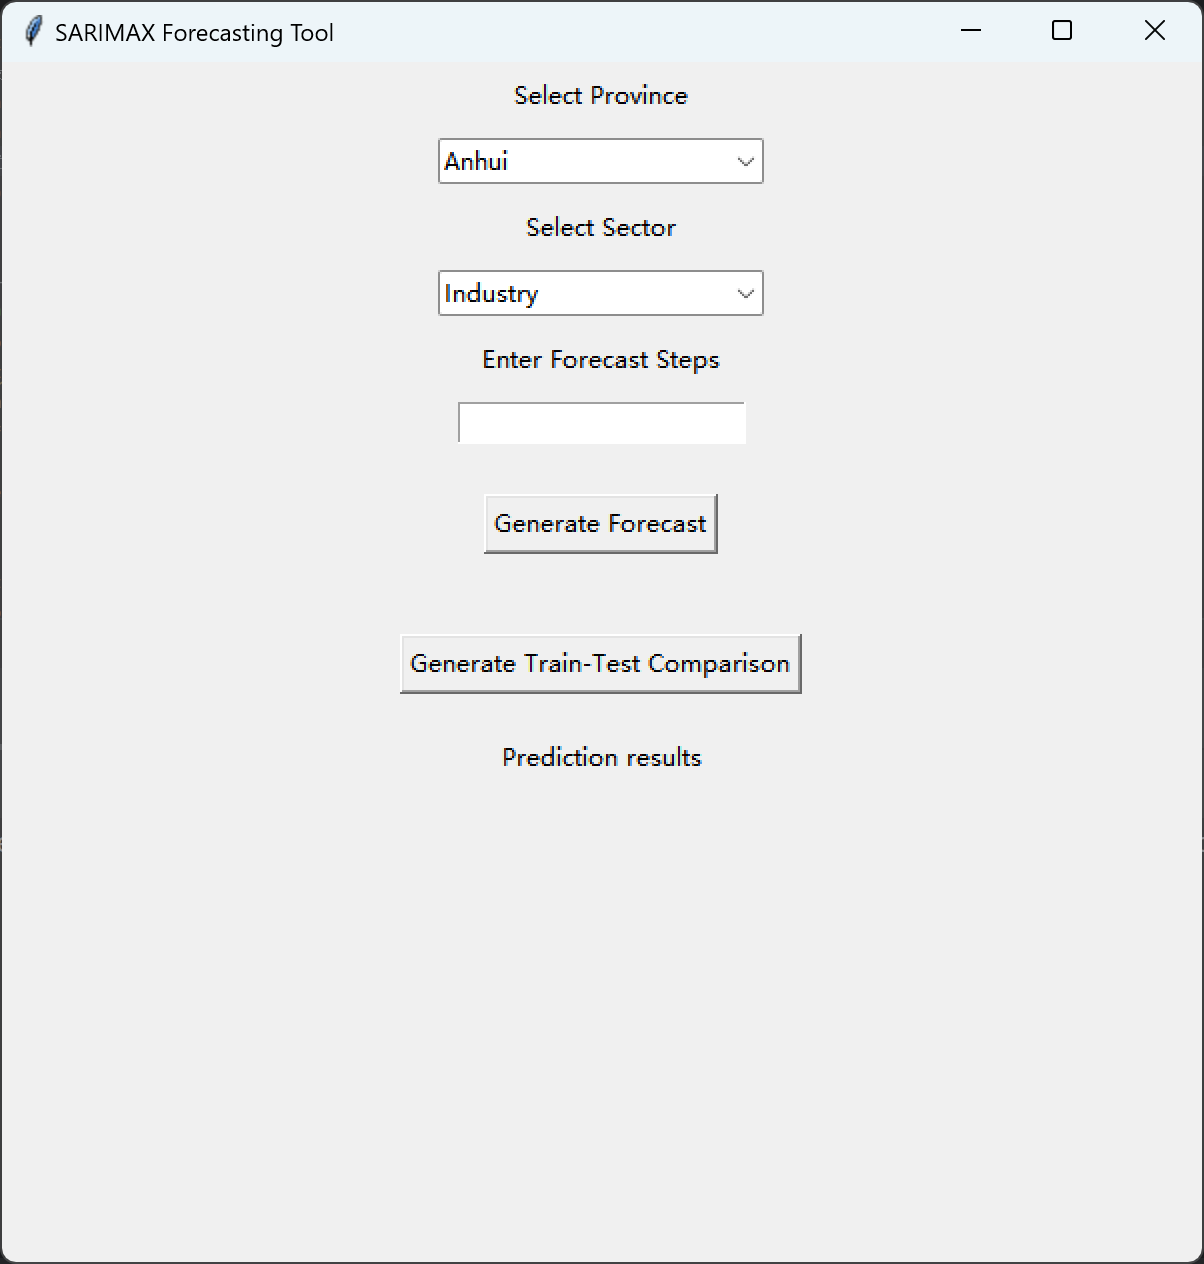 SARIMAX Forecasting Tool
Select Province
Anhui
Select Sector
Industry
Enter Forecast Steps
Generate Forecast
Generate Train-Test Comparison
Prediction results